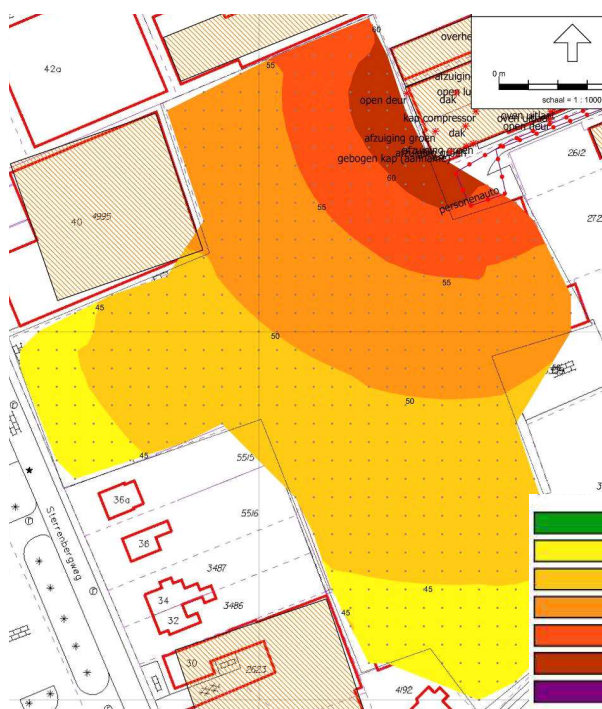 42a
60
55
overhe
afzuiging
open lu
open deur
dak
0 m
schaal = 1 : 1000
kap compressor
oven uitlaat
open deur
dak
afzuiging groen
afzuiging groen
gebogen kap (aanname)
60
2612
personenauto
272
40
4995
55
55
45
50
50
45
55/5
36a
55/6
Sterrenbergweg
36
3487
34
3486
32
45
45
30
2623
4192